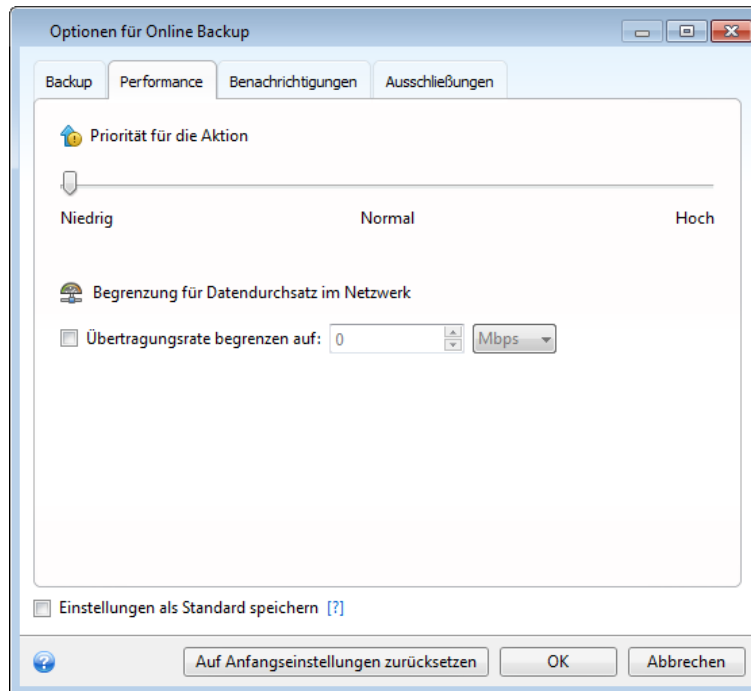 Optionen für Online Backup
Backup Performance Benachrichtigungen Ausschließungen
Priorität für die Aktion
Niedrig Normal Hoch
Begrenzung für Datendurchsatz im Netzwerk
Übertragungsrate begrenzen auf: 0 Mbps
Einstellungen als Standard speichern [?]
? Auf Anfangseinstellungen zurücksetzen OK Abbrechen